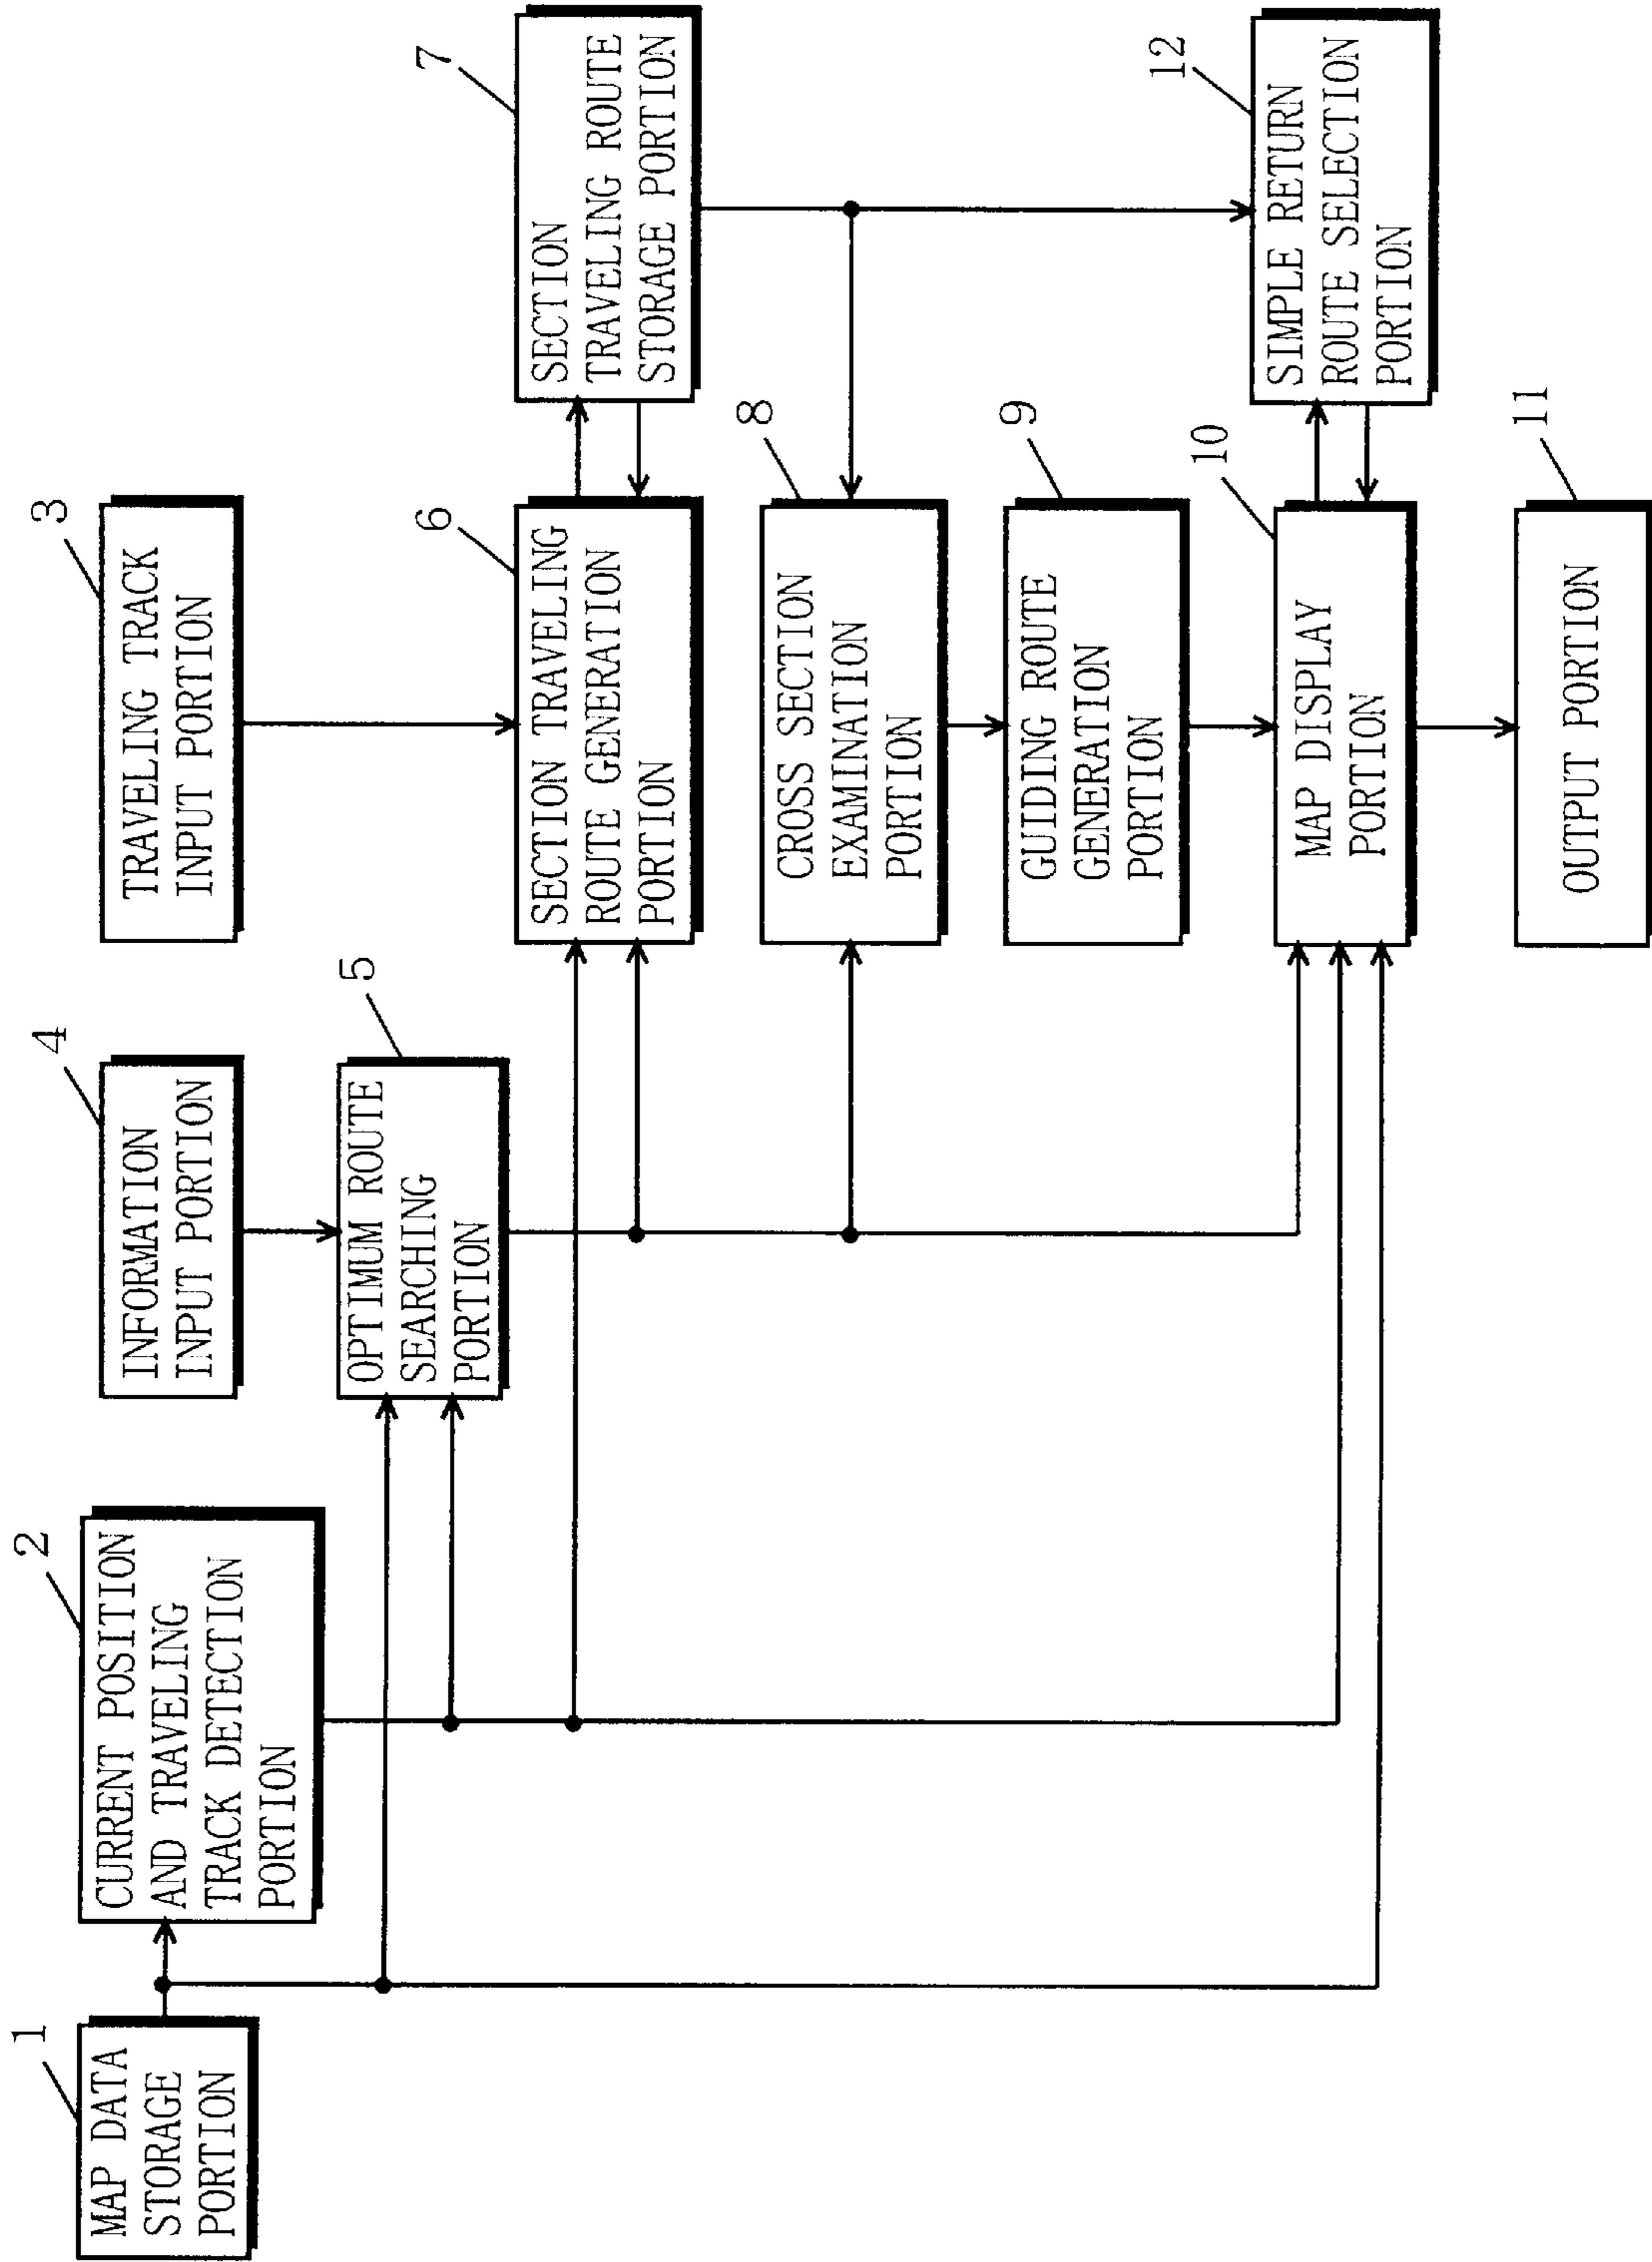 1
MAP DATA
STORAGE
PORTION
2
CURRENT POSITION
AND TRAVELING
TRACK DETECTION
PORTION
4
INFORMATION
INPUT PORTION
3
TRAVELING TRACK
INPUT PORTION
5
OPTIMUM ROUTE
SEARCHING
PORTION
6
SECTION TRAVELING
ROUTE GENERATION
PORTION
7
SECTION
TRAVELING ROUTE
STORAGE PORTION
8
CROSS SECTION
EXAMINATION
PORTION
9
GUIDING ROUTE
GENERATION
PORTION
10
MAP DISPLAY
PORTION
12
SIMPLE RETURN
ROUTE SELECTION
PORTION
11
OUTPUT PORTION